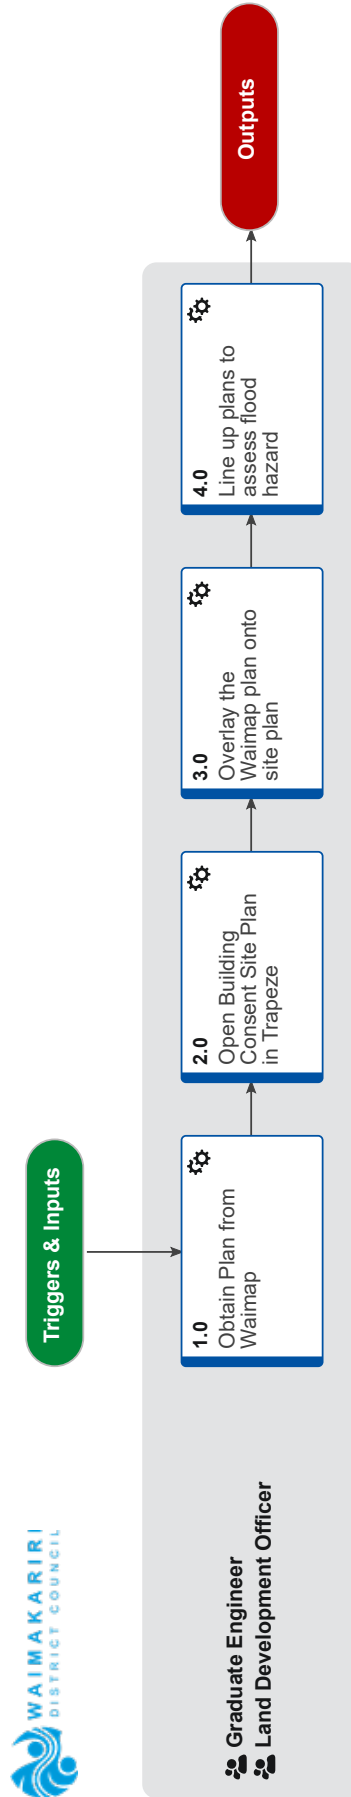 WAIMAKARIRI
DISTRICT COUNCIL
Triggers & Inputs
Outputs
Graduate Engineer
Land Development Officer
1.0
Obtain Plan from
Waimap
2.0
Open Building
Consent Site Plan
in Trapeze
3.0
Overlay the
Waimap plan onto
site plan
4.0
Line up plans to
assess flood
hazard